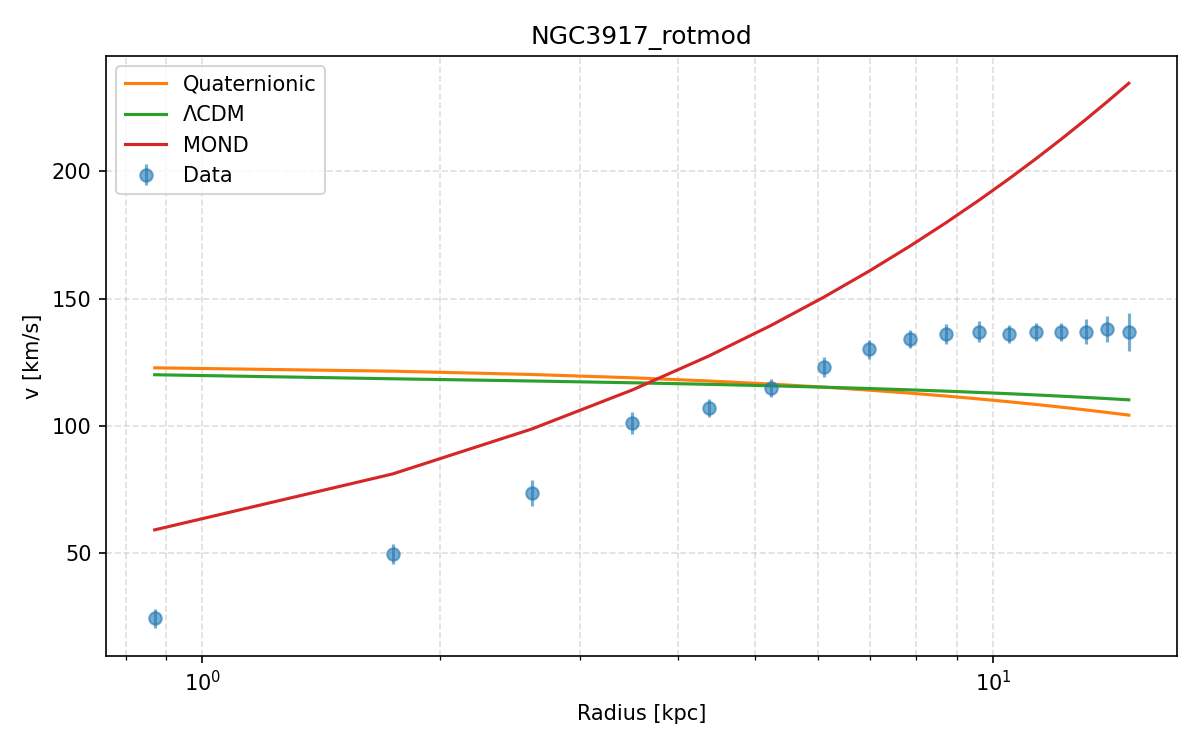 NGC3917_rotmod
Quaternionic
ΛCDM
MOND
Data
v [km/s]
200
150
100
50
10⁰
10¹
Radius [kpc]